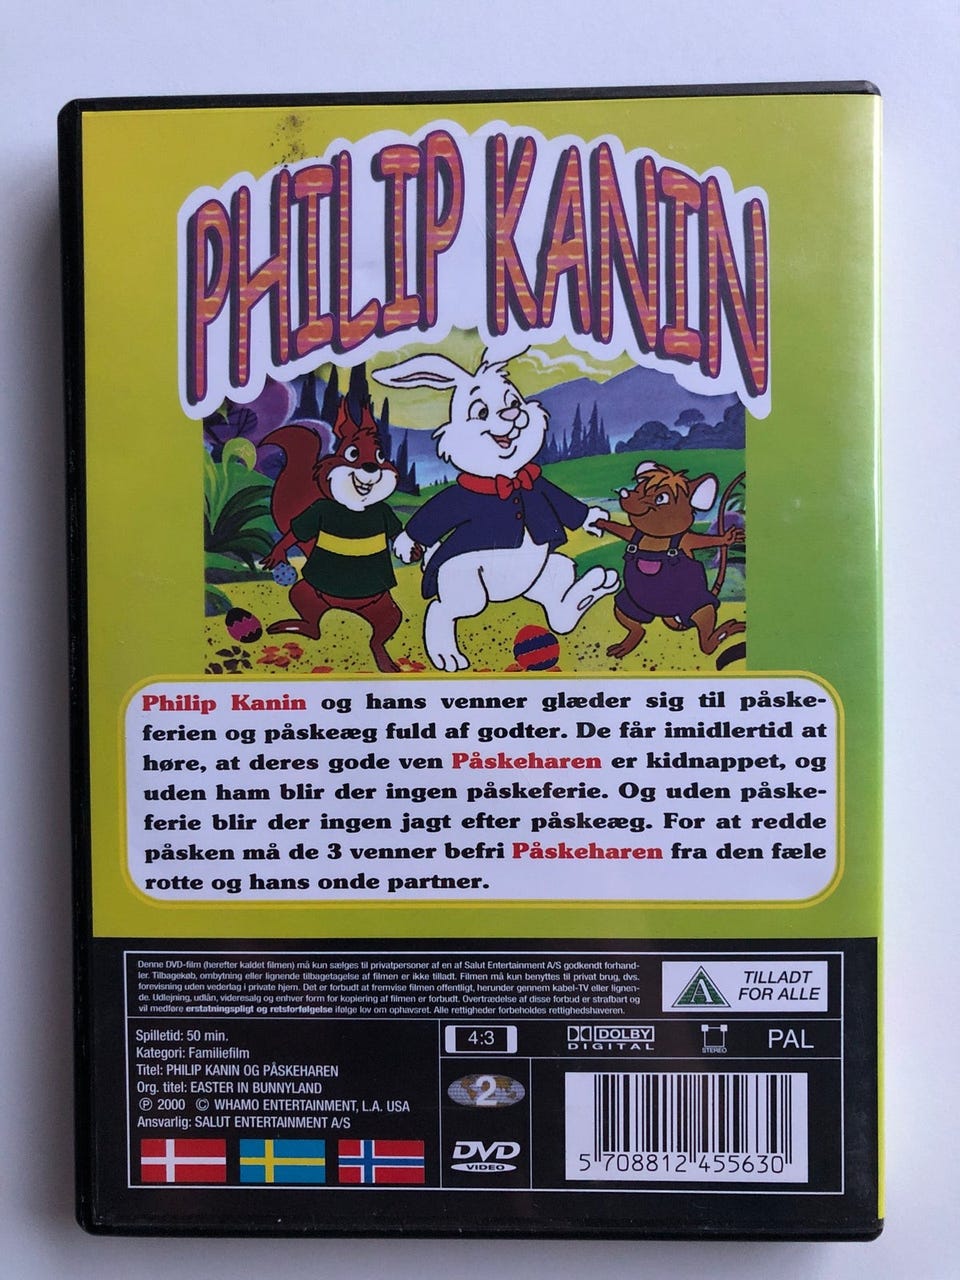 PHILIP KANIN
Philip Kanin og hans venner glæder sig til påske-
ferien og påskeæg fuld af godter. De får imidlertid at
høre, at deres gode ven Påskeharen er kidnappet, og
uden ham blir der ingen påskeferie. Og uden påske-
ferie blir der ingen jagt efter påskeæg. For at redde
påsken må de 3 venner befri Påskeharen fra den fæle
rotte og hans onde partner.
Denne DVD-film (herefter kaldet filmen) må kun sælges til privatpersoner af en af Salut Entertainment A/S godkendt forhand-
ler. Tilbagekøb, ombytning eller lignende tilbagetagelse af filmen er ikke tilladt. Filmen må kun benyttes til privat brug, dvs.
forevisning uden vederlag i private hjem. Det er forbudt at fremvise filmen offentligt, herunder gennem kabel-TV eller lignen-
de. Udlejning, udlån, videresalg og enhver form for kopiering af filmen er forbudt. Overtrædelse af disse forbud er strafbart og
vil medføre erstatningspligt og retsforfølgelse ifølge lov om ophavsret. Alle rettigheder forbeholdes rettighedshaveren.
A
TILLADT
FOR ALLE
Spilletid: 50 min.
Kategori: Familiefilm
Titel: PHILIP KANIN OG PÅSKEHAREN
Org. titel: EASTER IN BUNNYLAND
Ⓟ 2000 © WHAMO ENTERTAINMENT, L.A. USA
Ansvarlig: SALUT ENTERTAINMENT A/S
4:3
DOLBY
DIGITAL
STEREO
PAL
2
DVD
VIDEO
5 708812 455630